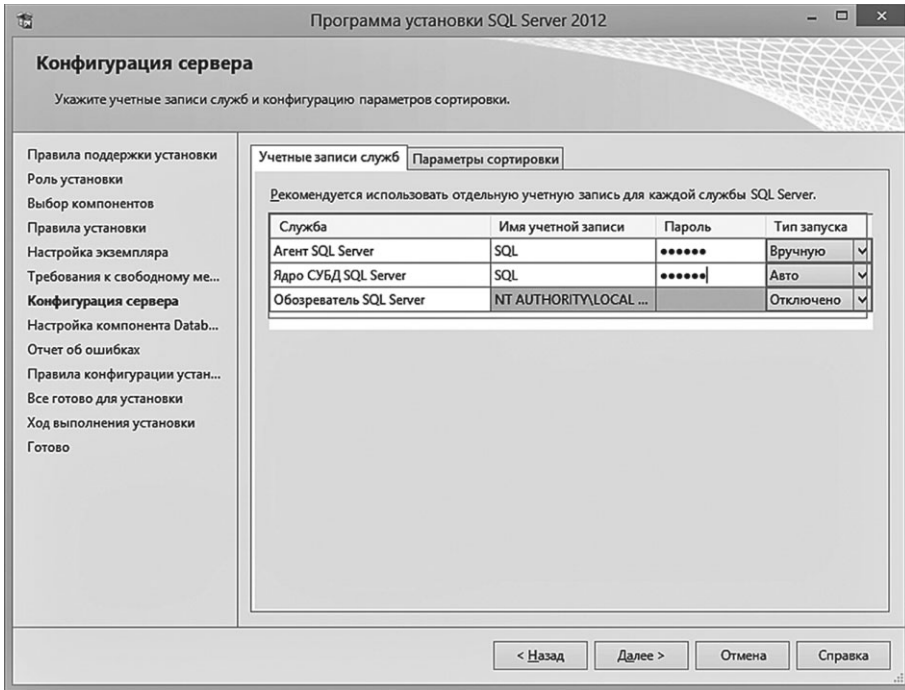 Программа установки SQL Server 2012
Конфигурация сервера
Укажите учетные записи служб и конфигурацию параметров сортировки.
Правила поддержки установки
Роль установки
Выбор компонентов
Правила установки
Настройка экземпляра
Требования к свободному ме...
Конфигурация сервера
Настройка компонента Datab...
Отчет об ошибках
Правила конфигурации устан...
Все готово для установки
Ход выполнения установки
Готово
Учетные записи служб Параметры сортировки
Рекомендуется использовать отдельную учетную запись для каждой службы SQL Server.
Служба Имя учетной записи Пароль Тип запуска
Агент SQL Server SQL ●●●●●● Вручную
Ядро СУБД SQL Server SQL ●●●●●● Авто
Обозреватель SQL Server NT AUTHORITY\LOCAL ... Отключено
< Назад Далее > Отмена Справка